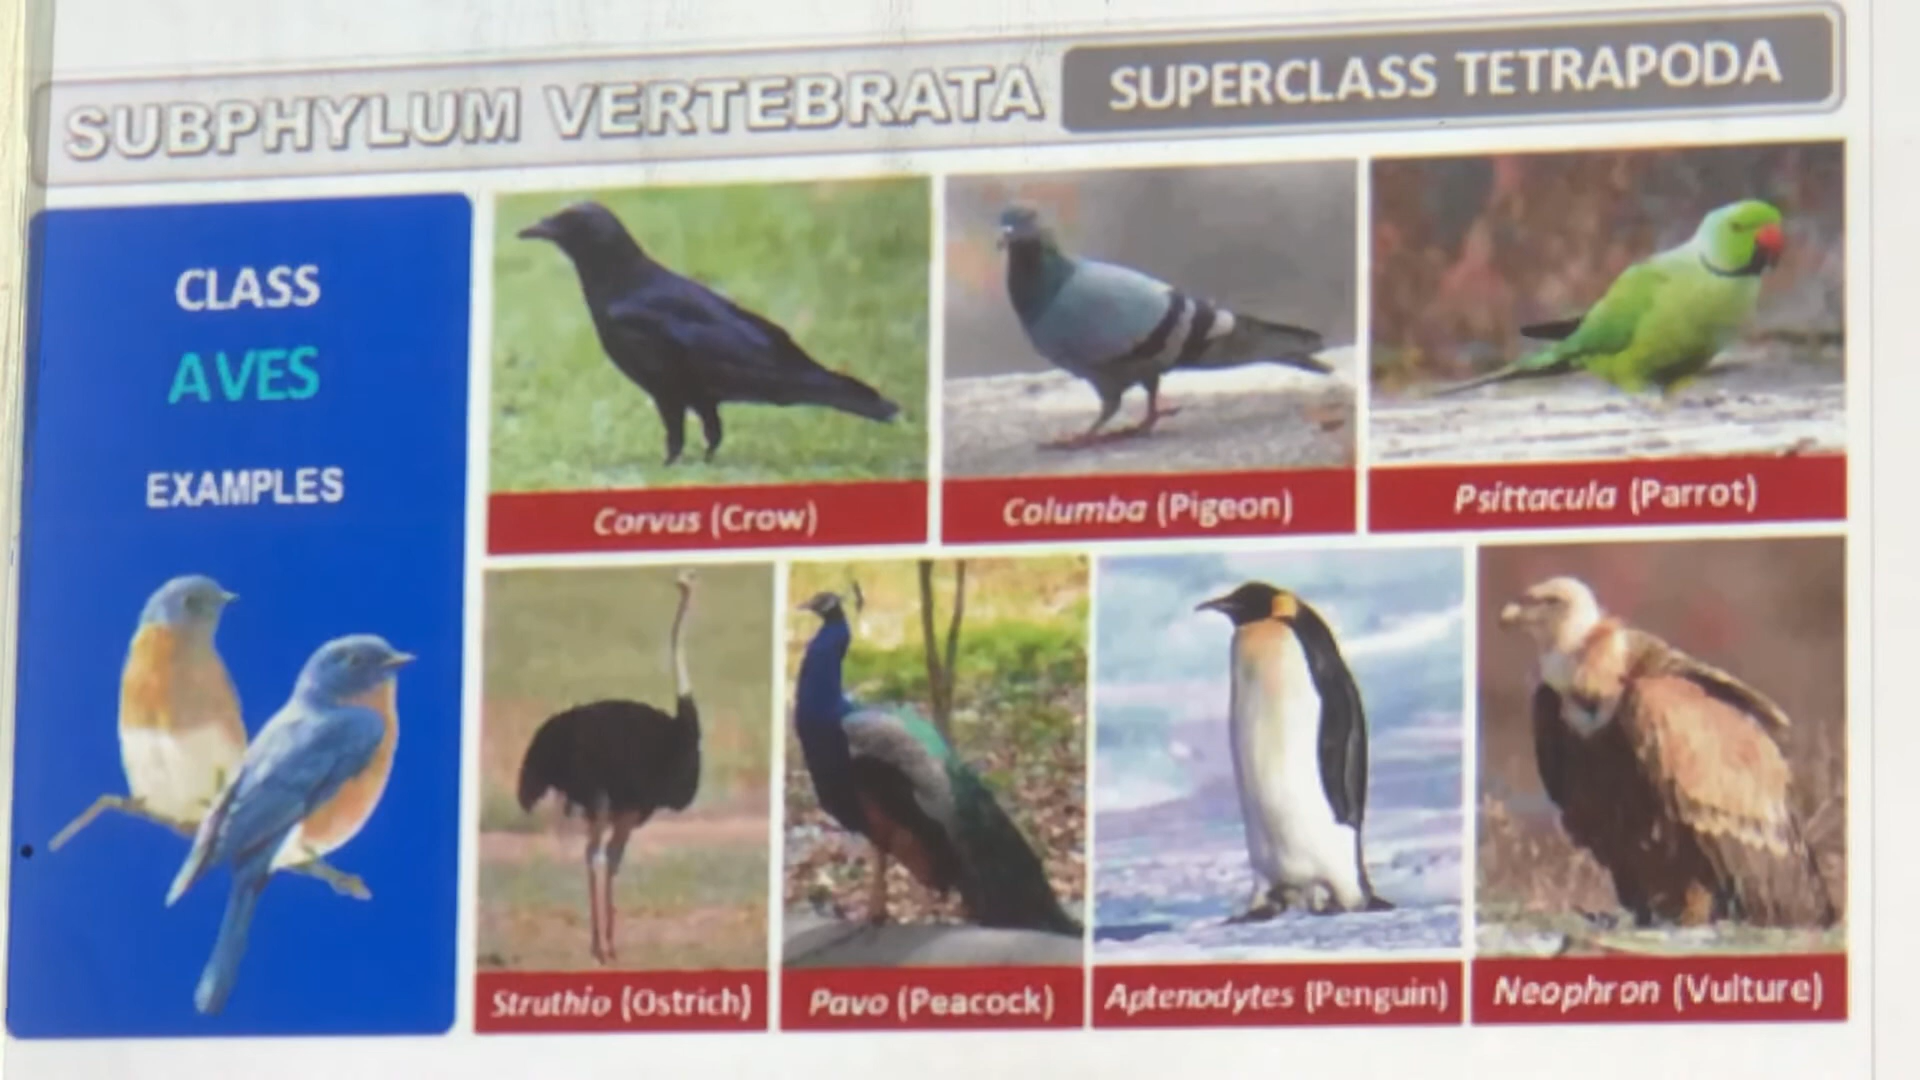 SUBPHYLUM VERTEBRATA
SUPERCLASS TETRAPODA
CLASS
AVES
EXAMPLES
Corvus (Crow)
Columba (Pigeon)
Psittacula (Parrot)
Struthio (Ostrich)
Pavo (Peacock)
Aptenodytes (Penguin)
Neophron (Vulture)